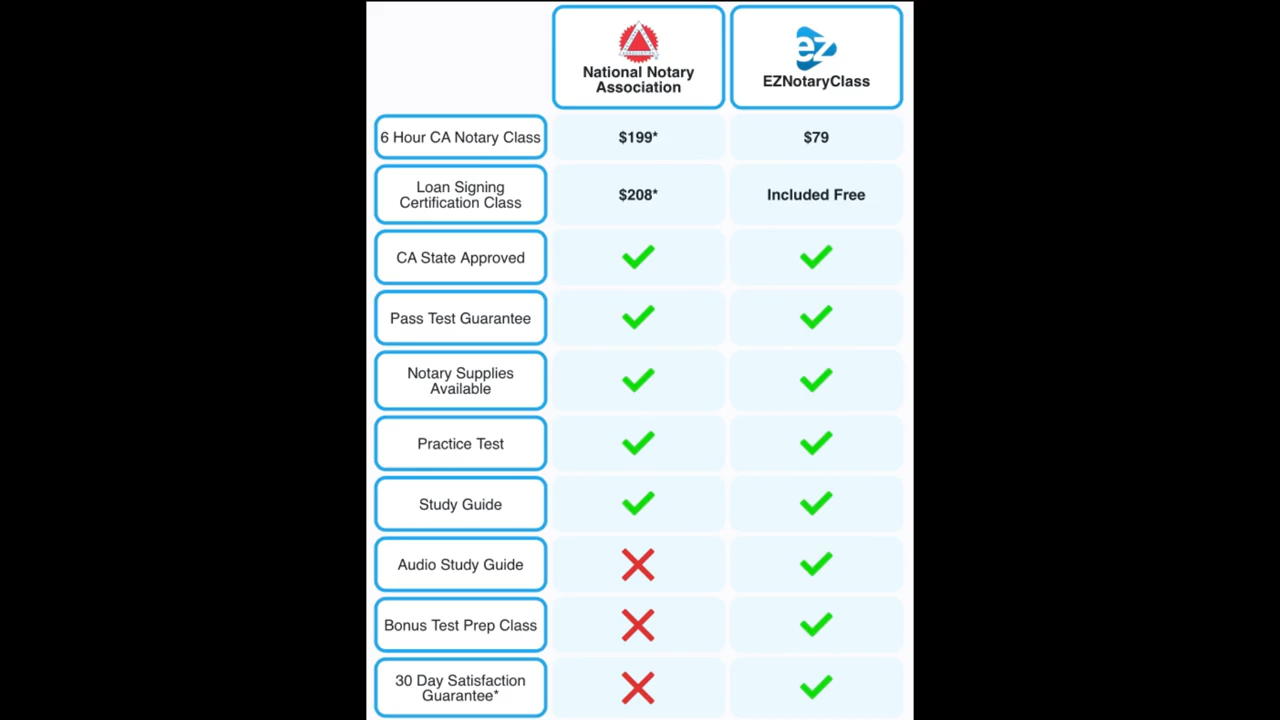 National Notary
Association
ez
EZNotaryClass
6 Hour CA Notary Class
$199*
$79
Loan Signing
Certification Class
$208*
Included Free
CA State Approved
Pass Test Guarantee
Notary Supplies
Available
Practice Test
Study Guide
Audio Study Guide
Bonus Test Prep Class
30 Day Satisfaction
Guarantee*